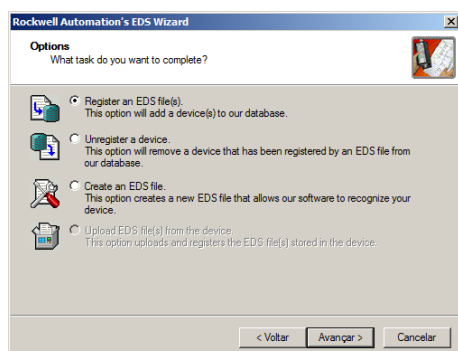 Rockwell Automation's EDS Wizard
Options
What task do you want to complete?
Register an EDS file(s).
This option will add a device(s) to our database.
Unregister a device.
This option will remove a device that has been registered by an EDS file from
our database.
Create an EDS file.
This option creates a new EDS file that allows our software to recognize your
device.
Upload EDS file(s) from the device.
This option uploads and registers the EDS file(s) stored in the device.
< Voltar
Avançar >
Cancelar